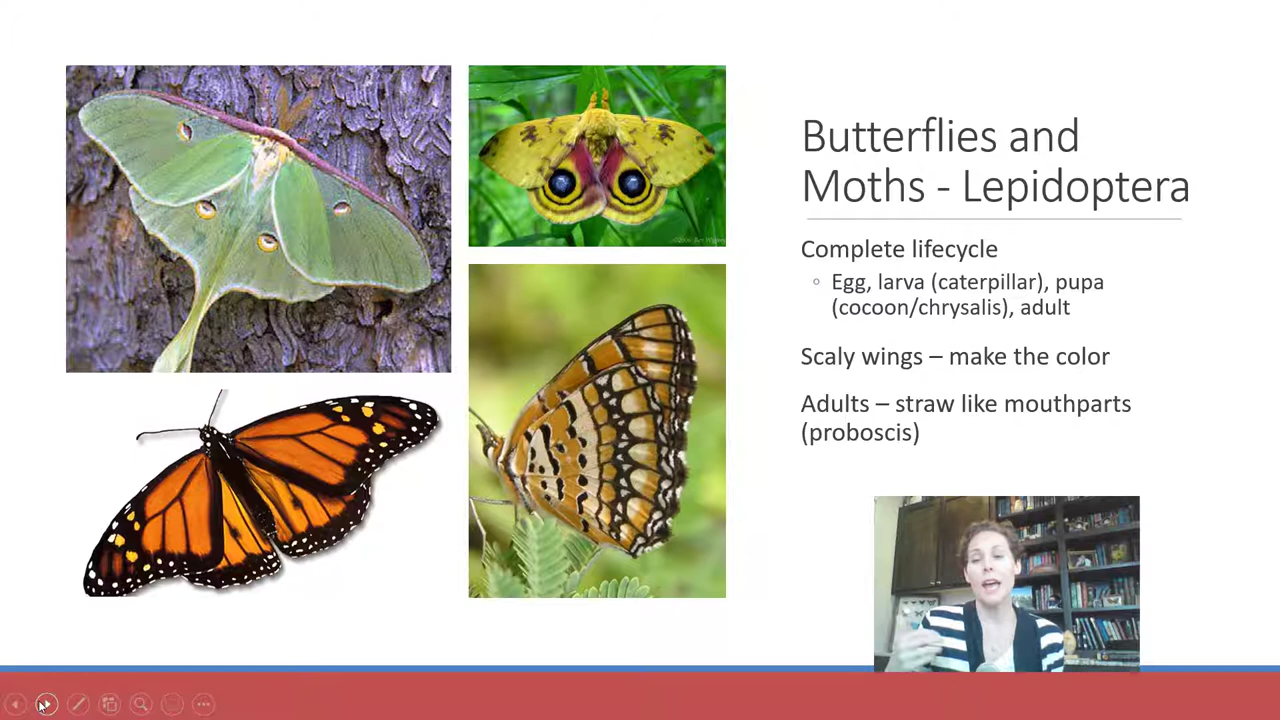 Butterflies and
Moths - Lepidoptera
Complete lifecycle
Egg, larva (caterpillar), pupa
(cocoon/chrysalis), adult
Scaly wings – make the color
Adults – straw like mouthparts
(proboscis)